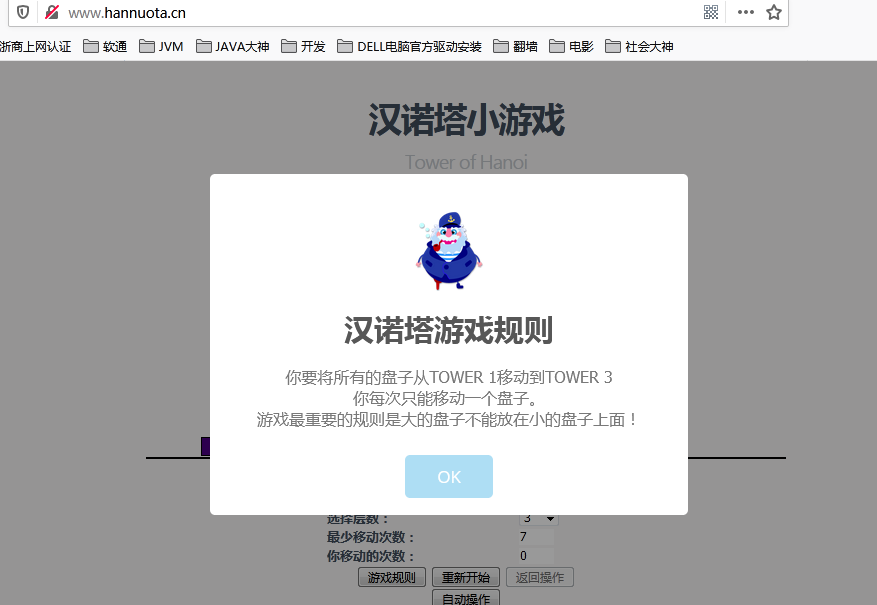 www.hannuota.cn
浙商上网认证 软通 JVM JAVA大神 开发 DELL电脑官方驱动安装 翻墙 电影 社会大神
汉诺塔小游戏
Tower of Hanoi
汉诺塔游戏规则
你要将所有的盘子从TOWER 1移动到TOWER 3
你每次只能移动一个盘子。
游戏最重要的规则是大的盘子不能放在小的盘子上面！
OK
选择层数： 3
最少移动次数： 7
你移动的次数： 0
游戏规则 重新开始 返回操作
自动操作